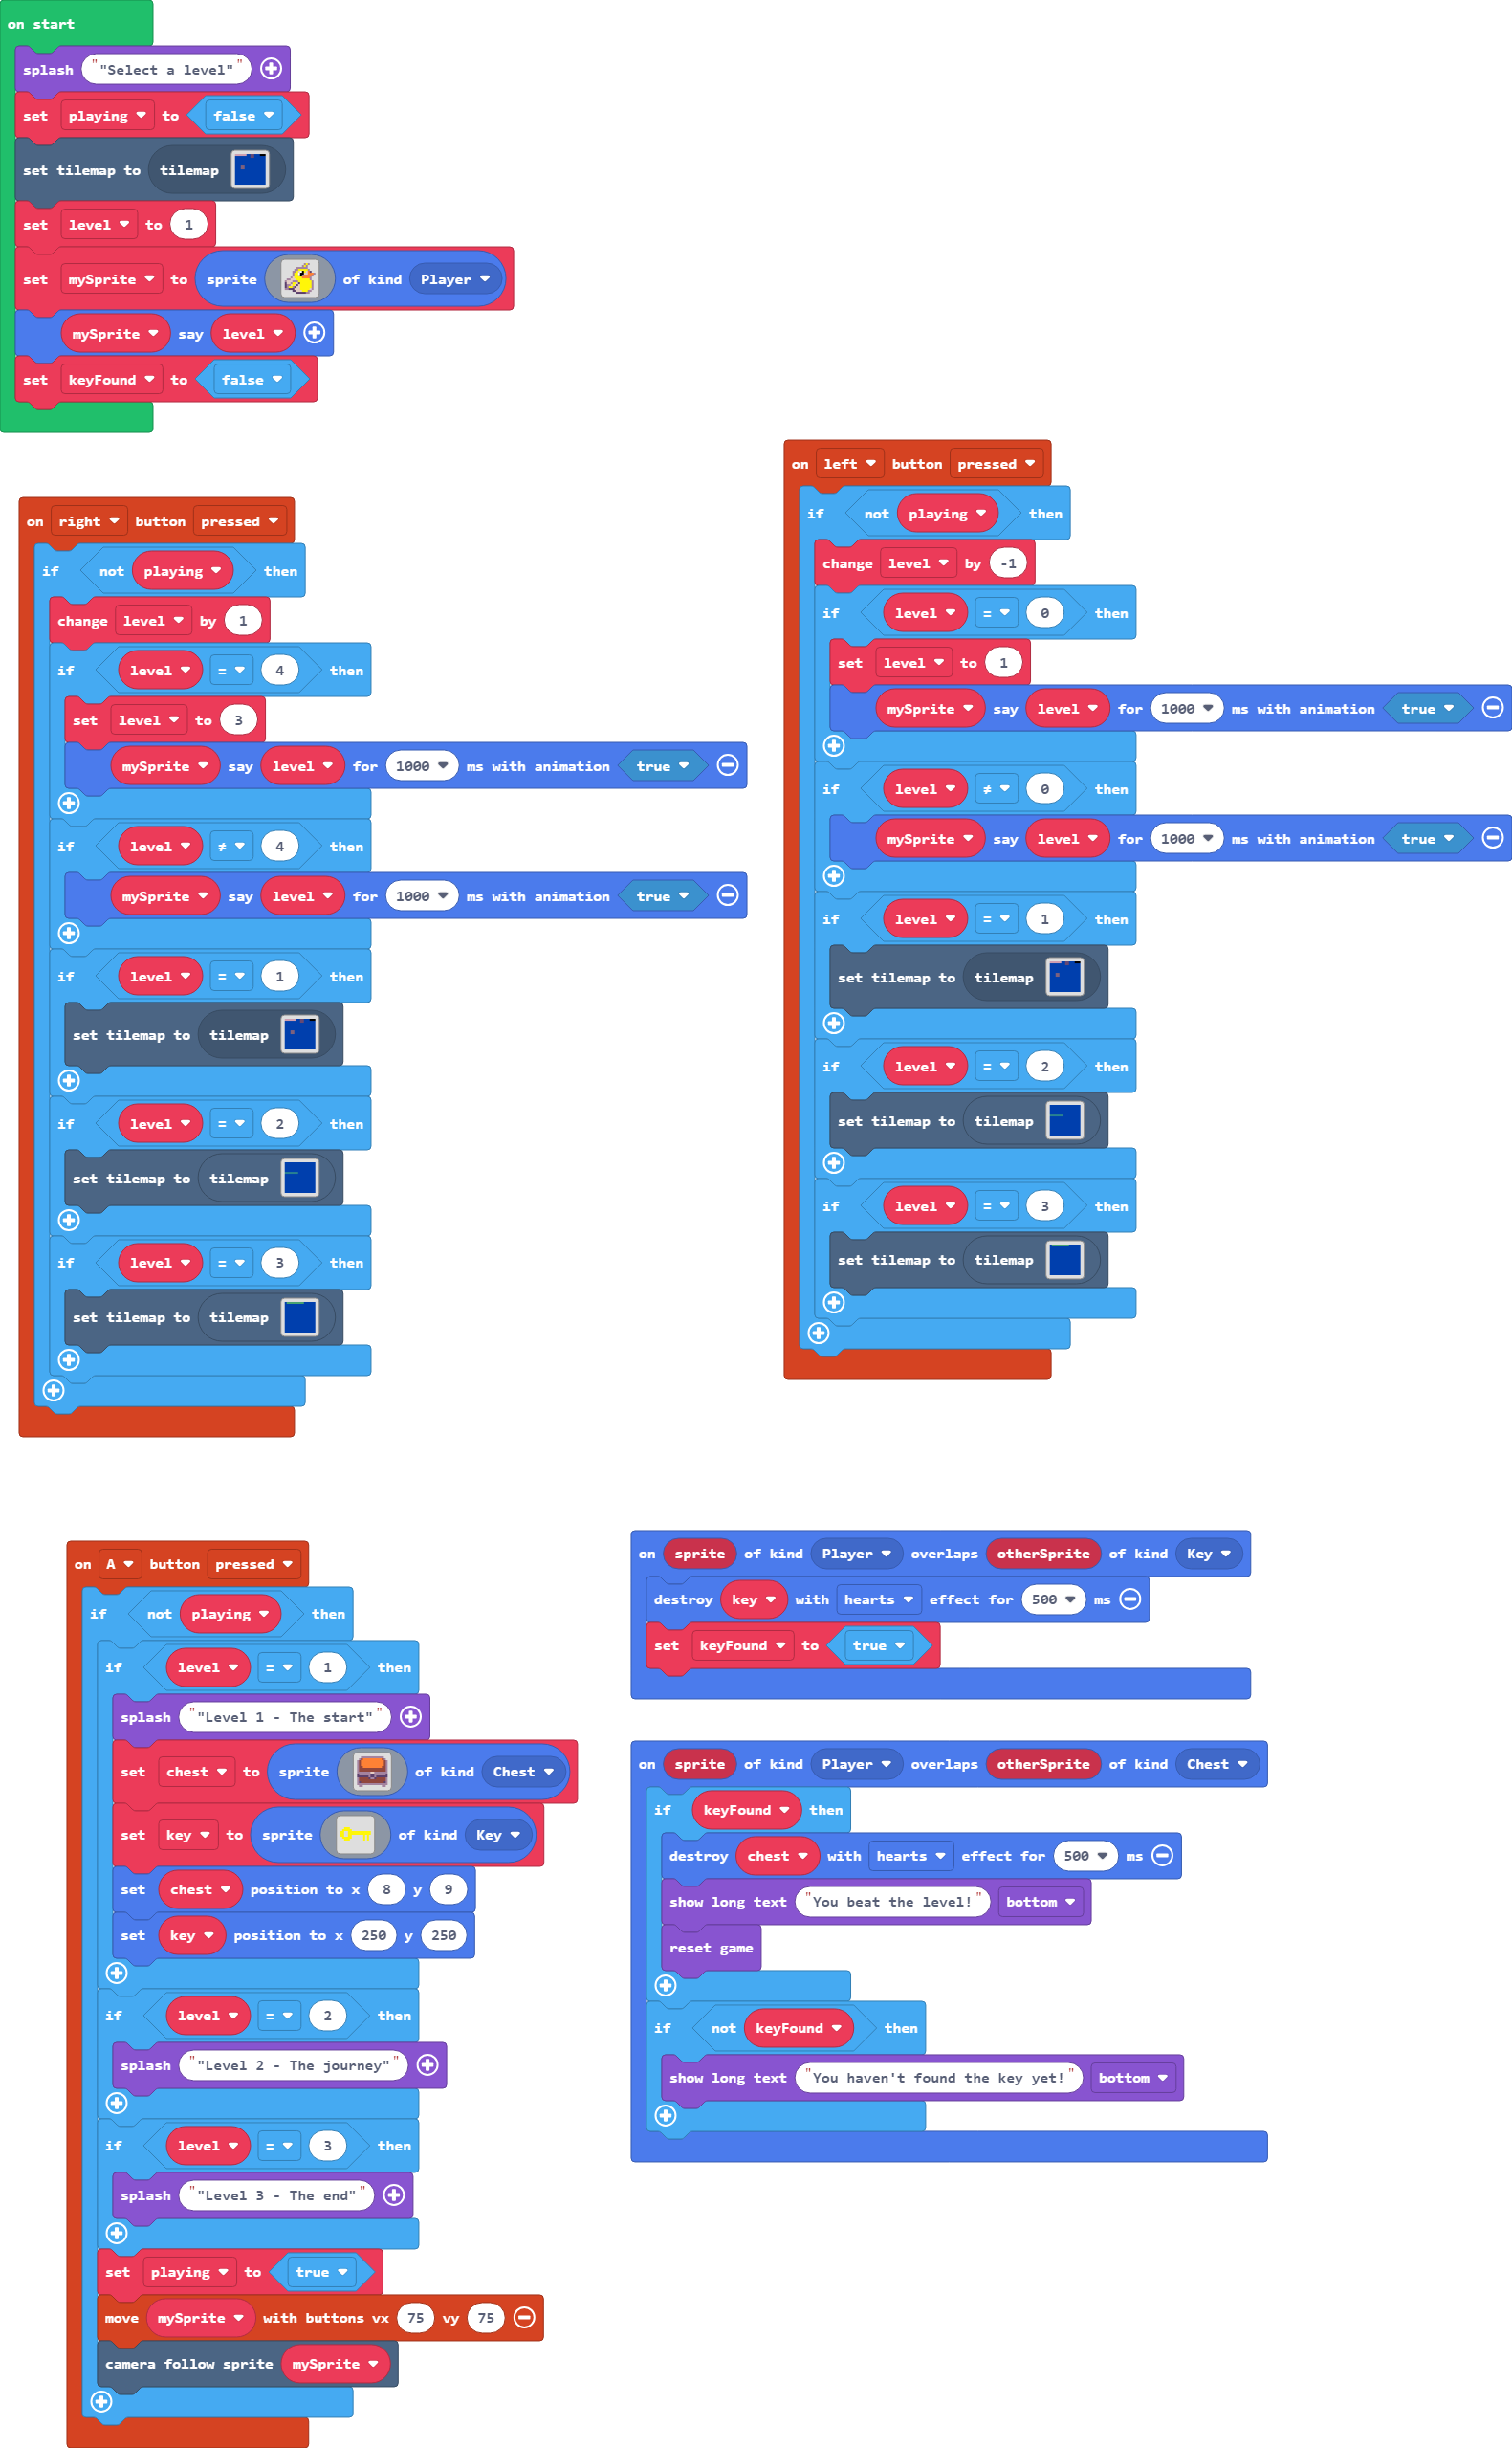 on start
splash ""Select a level""
set playing to false
set tilemap to tilemap
set level to 1
set mySprite to sprite of kind Player
mySprite say level
set keyFound to false
on right button pressed
if not playing then
change level by 1
if level = 4 then
set level to 3
mySprite say level for 1000 ms with animation true
if level ≠ 4 then
mySprite say level for 1000 ms with animation true
if level = 1 then
set tilemap to tilemap
if level = 2 then
set tilemap to tilemap
if level = 3 then
set tilemap to tilemap
on left button pressed
if not playing then
change level by -1
if level = 0 then
set level to 1
mySprite say level for 1000 ms with animation true
if level ≠ 0 then
mySprite say level for 1000 ms with animation true
if level = 1 then
set tilemap to tilemap
if level = 2 then
set tilemap to tilemap
if level = 3 then
set tilemap to tilemap
on A button pressed
if not playing then
if level = 1 then
splash ""Level 1 - The start""
set chest to sprite of kind Chest
set key to sprite of kind Key
set chest position to x 8 y 9
set key position to x 250 y 250
if level = 2 then
splash ""Level 2 - The journey""
if level = 3 then
splash ""Level 3 - The end""
set playing to true
move mySprite with buttons vx 75 vy 75
camera follow sprite mySprite
on sprite of kind Player overlaps otherSprite of kind Key
destroy key with hearts effect for 500 ms
set keyFound to true
on sprite of kind Player overlaps otherSprite of kind Chest
if keyFound then
destroy chest with hearts effect for 500 ms
show long text "You beat the level!" bottom
reset game
if not keyFound then
show long text "You haven't found the key yet!" bottom